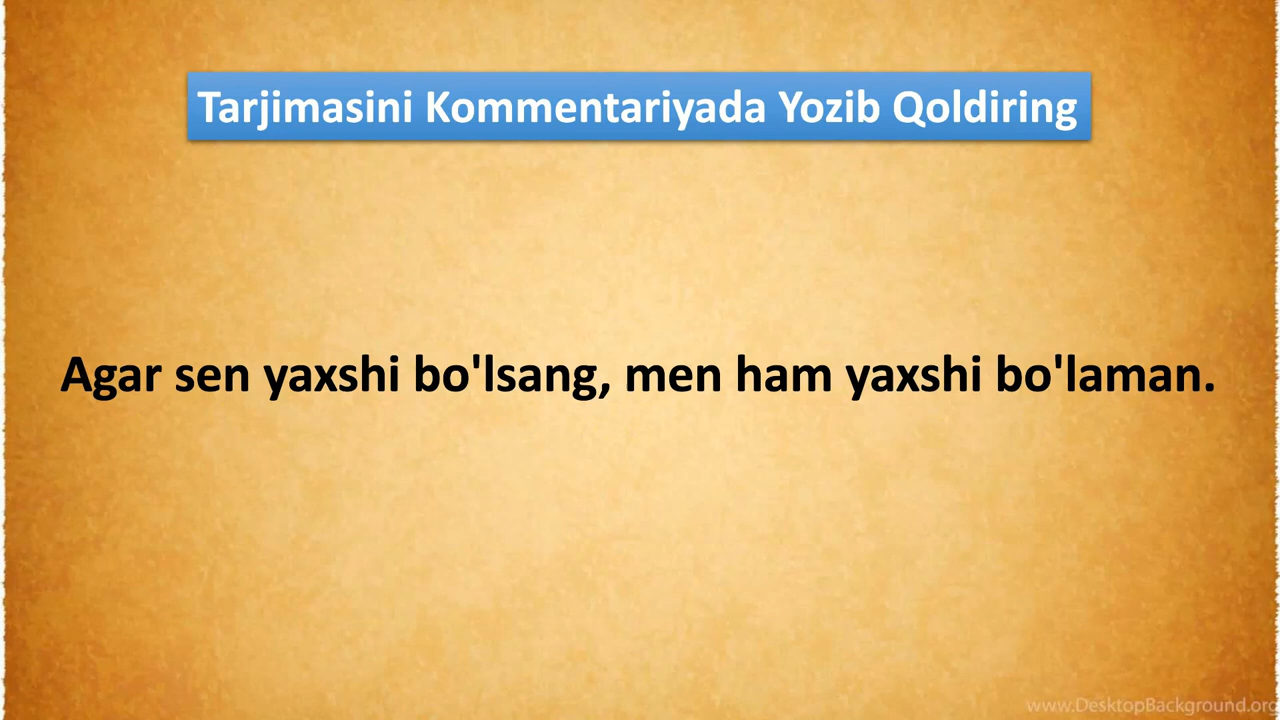 Tarjimasini Kommentariyada Yozib Qoldiring
Agar sen yaxshi bo'lsang, men ham yaxshi bo'laman.
www.DesktopBackground.org